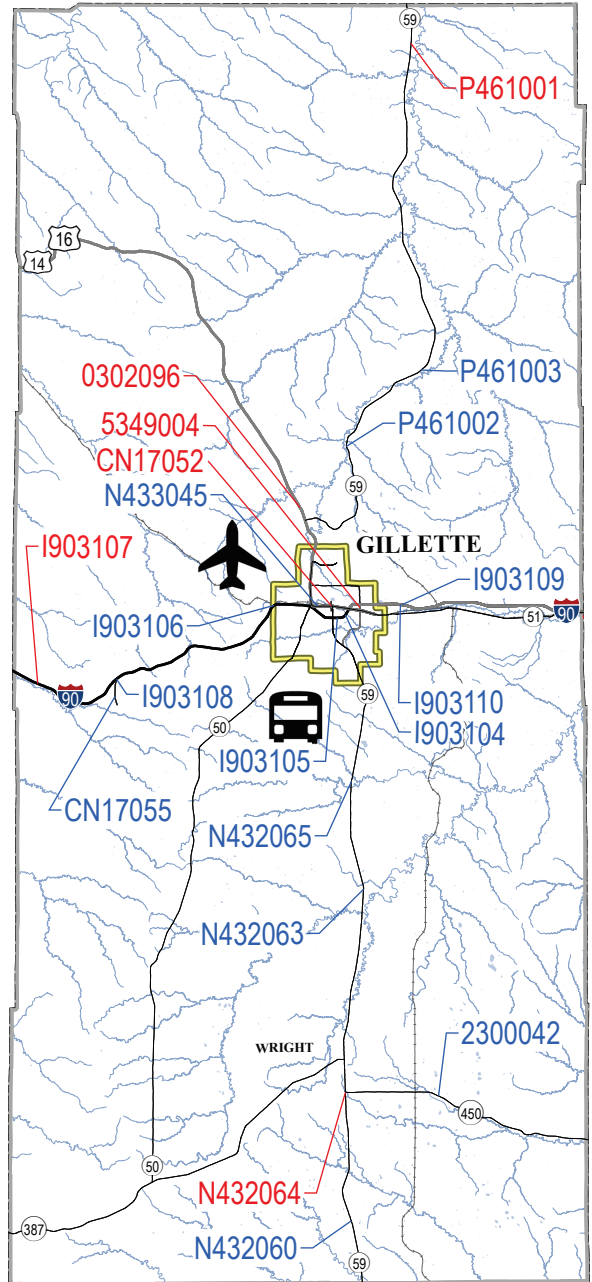 59
P461001
16
14
P461003
0302096
P461002
5349004
CN17052
N433045
59
GILLETTE
I903107
I903109
I903106
51
90
90
I903108
59
I903110
50
I903104
I903105
CN17055
N432065
N432063
WRIGHT
2300042
450
50
N432064
387
N432060
59